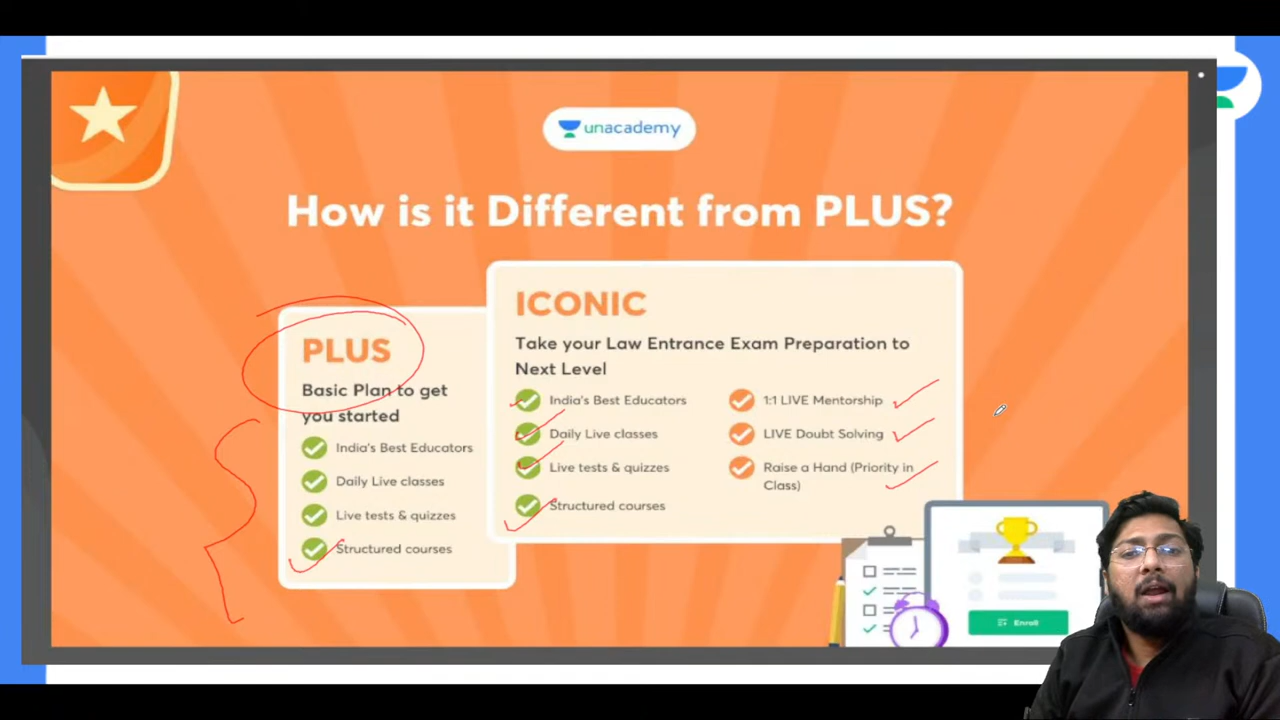 unacademy
How is it Different from PLUS?
PLUS
Basic Plan to get
you started
India's Best Educators
Daily Live classes
Live tests & quizzes
Structured courses
ICONIC
Take your Law Entrance Exam Preparation to
Next Level
India's Best Educators
Daily Live classes
Live tests & quizzes
Structured courses
1:1 LIVE Mentorship
LIVE Doubt Solving
Raise a Hand (Priority in
Class)
Enroll